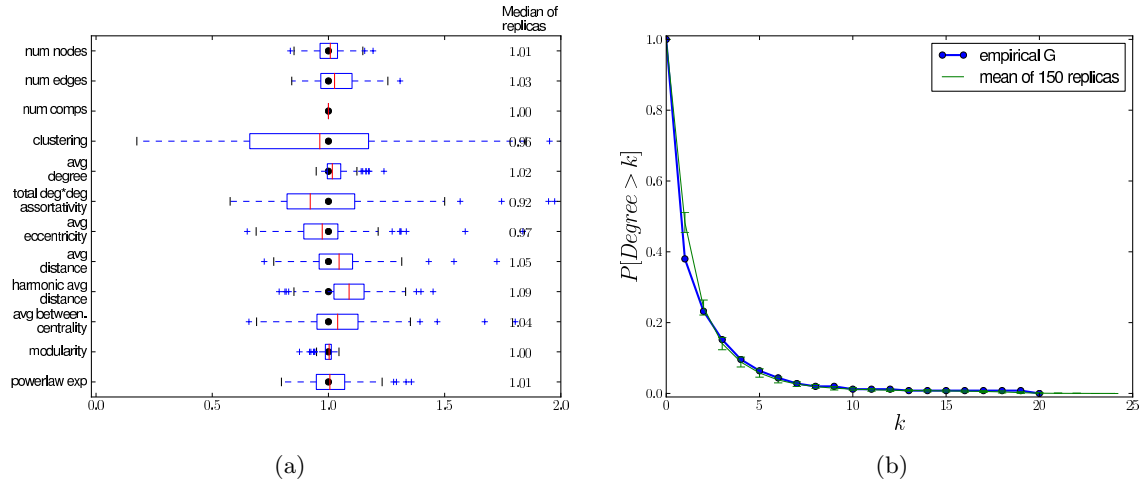 Median of
replicas
num nodes
1.01
num edges
1.03
num comps
1.00
clustering
0.96
avg
degree
1.02
total deg*deg
assortativity
0.92
avg
eccentricity
0.97
avg
distance
1.05
harmonic avg
distance
1.09
avg between.
centrality
1.04
modularity
1.00
powerlaw exp
1.01
0.0 0.5 1.0 1.5 2.0
(a)
1.0
0.8
0.6
0.4
0.2
0.0
P[Degree > k]
empirical G
mean of 150 replicas
0 5 10 15 20 25
k
(b)